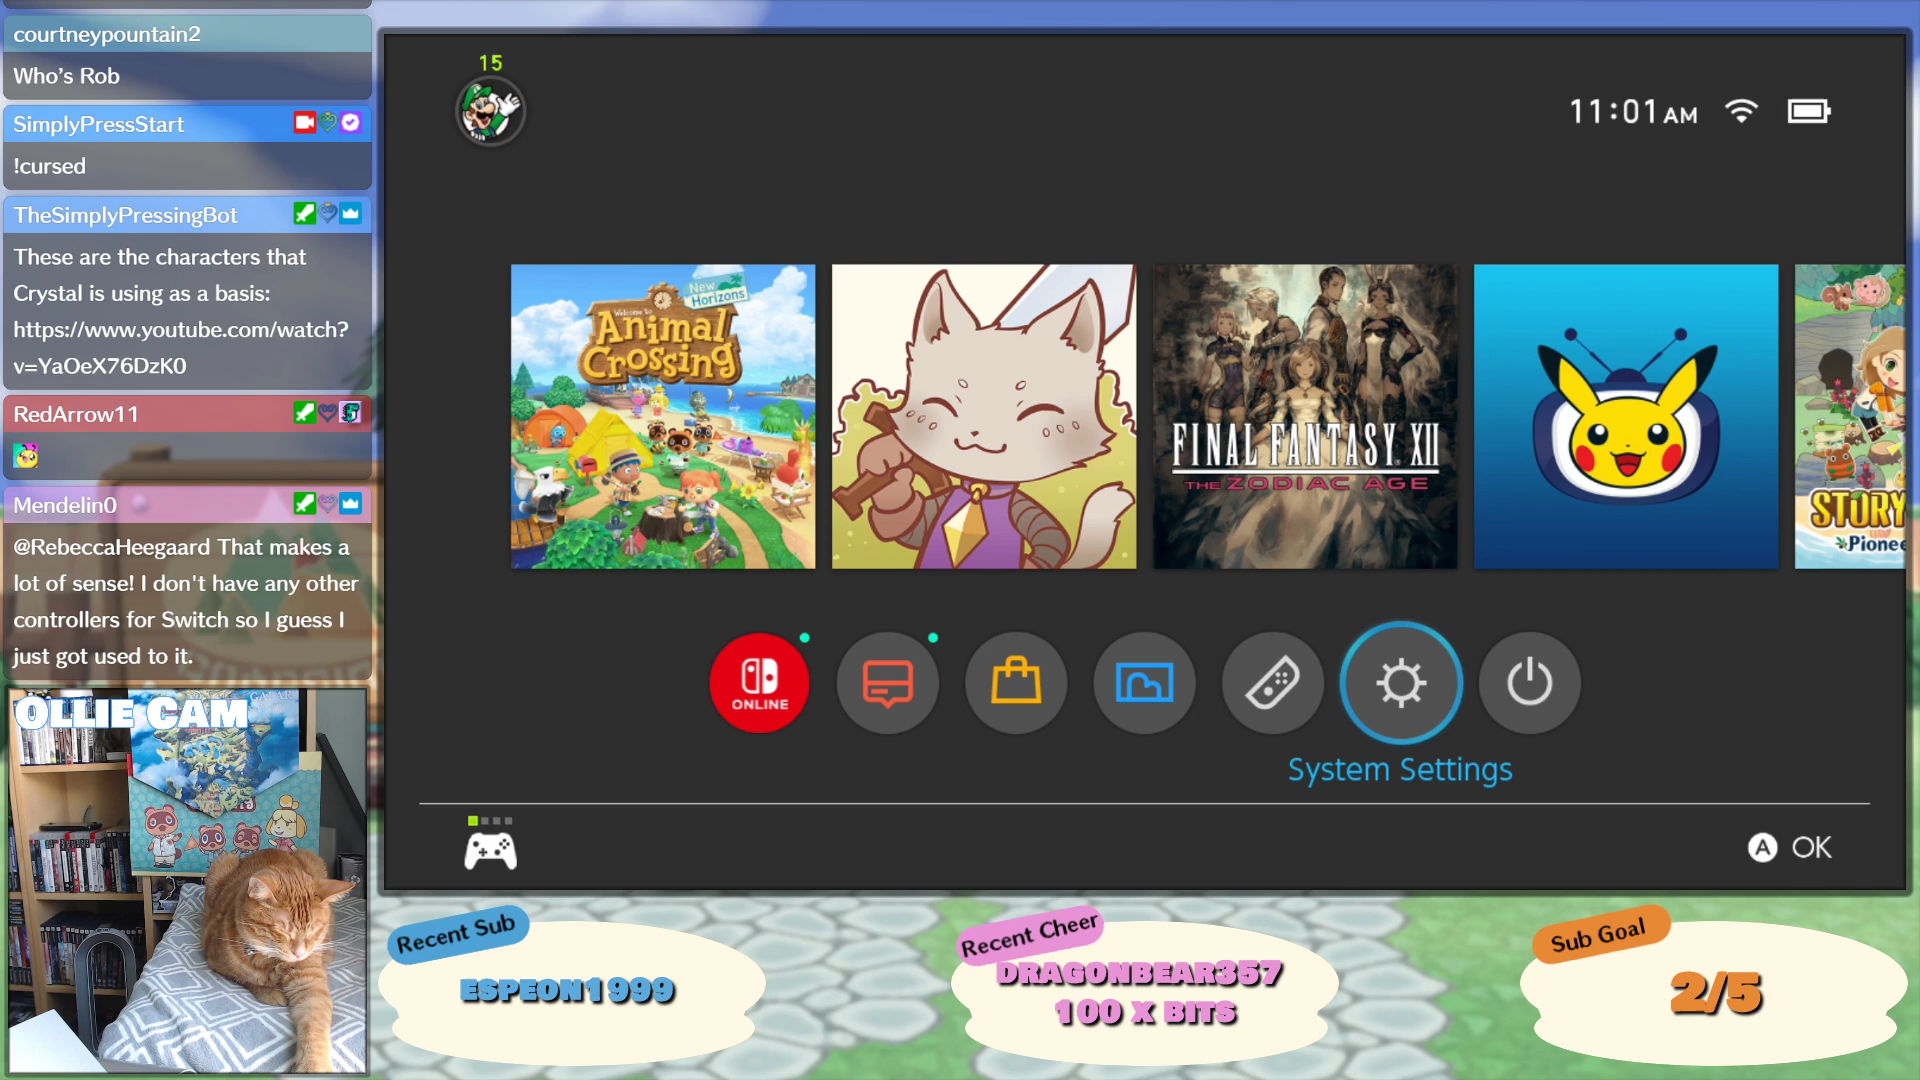 courtneypountain2
Who's Rob
SimplyPressStart
!cursed
TheSimplyPressingBot
These are the characters that
Crystal is using as a basis:
https://www.youtube.com/watch?
v=YaOeX76DzK0
RedArrow11
Mendelin0
@RebeccaHeegaard That makes a
lot of sense! I don't have any other
controllers for Switch so I guess I
just got used to it.
OLLIE CAM
15
11:01 AM
Welcome to
Animal
Crossing
New
Horizons
FINAL FANTASY XII
THE ZODIAC AGE
STORY
Pionee
ONLINE
System Settings
A OK
Recent Sub
ESPEON1999
Recent Cheer
DRAGONBEAR357
100 X BITS
Sub Goal
2/5